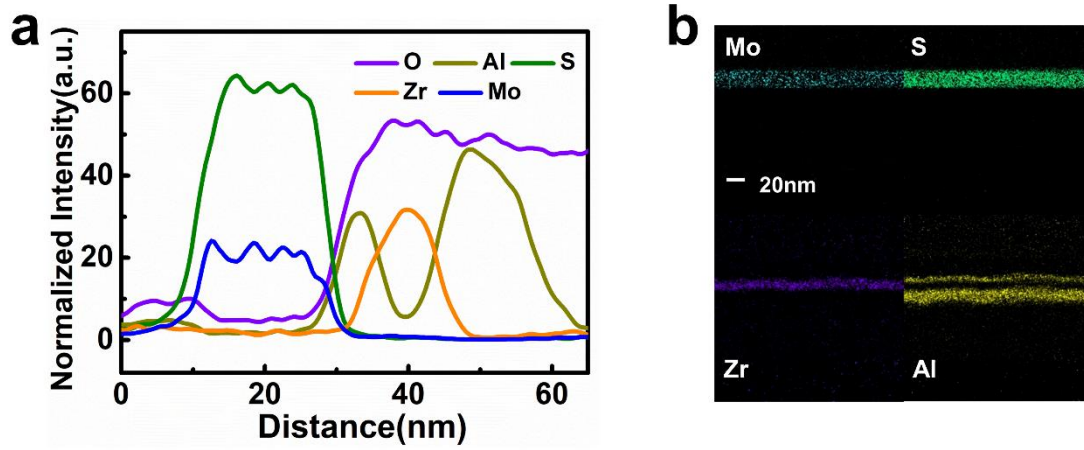 a
Normalized Intensity(a.u.)
60
40
20
0
O Al S
Zr Mo
0 20 40 60
Distance(nm)
b
Mo S
20nm
Zr Al